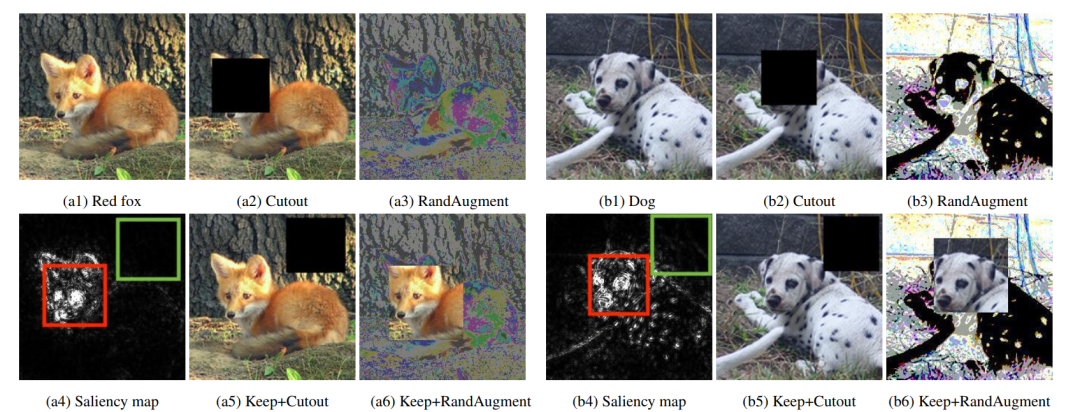 (a1) Red fox
(a2) Cutout
(a3) RandAugment
(b1) Dog
(b2) Cutout
(b3) RandAugment
(a4) Saliency map
(a5) Keep+Cutout
(a6) Keep+RandAugment
(b4) Saliency map
(b5) Keep+Cutout
(b6) Keep+RandAugment